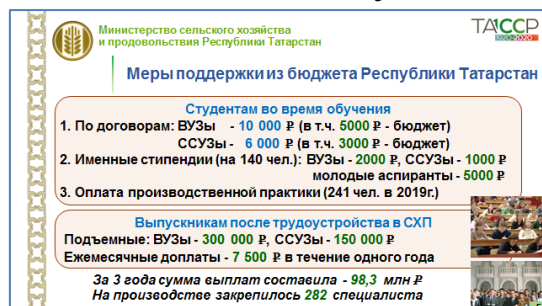 Министерство сельского хозяйства
и продовольствия Республики Татарстан
ТАССР
1920-2020
Меры поддержки из бюджета Республики Татарстан
Студентам во время обучения
1. По договорам: ВУЗы - 10 000 ₽ (в т.ч. 5000 ₽ - бюджет)
ССУЗы - 6 000 ₽ (в т.ч. 3000 ₽ - бюджет)
2. Именные стипендии (на 140 чел.): ВУЗы - 2000 ₽, ССУЗы - 1000 ₽
молодые аспиранты - 5000 ₽
3. Оплата производственной практики (241 чел. в 2019г.)
Выпускникам после трудоустройства в СХП
Подъемные: ВУЗы - 300 000 ₽, ССУЗы - 150 000 ₽
Ежемесячные доплаты - 7 500 ₽ в течение одного года
За 3 года сумма выплат составила - 98,3 млн ₽
На производстве закрепилось 282 специалиста